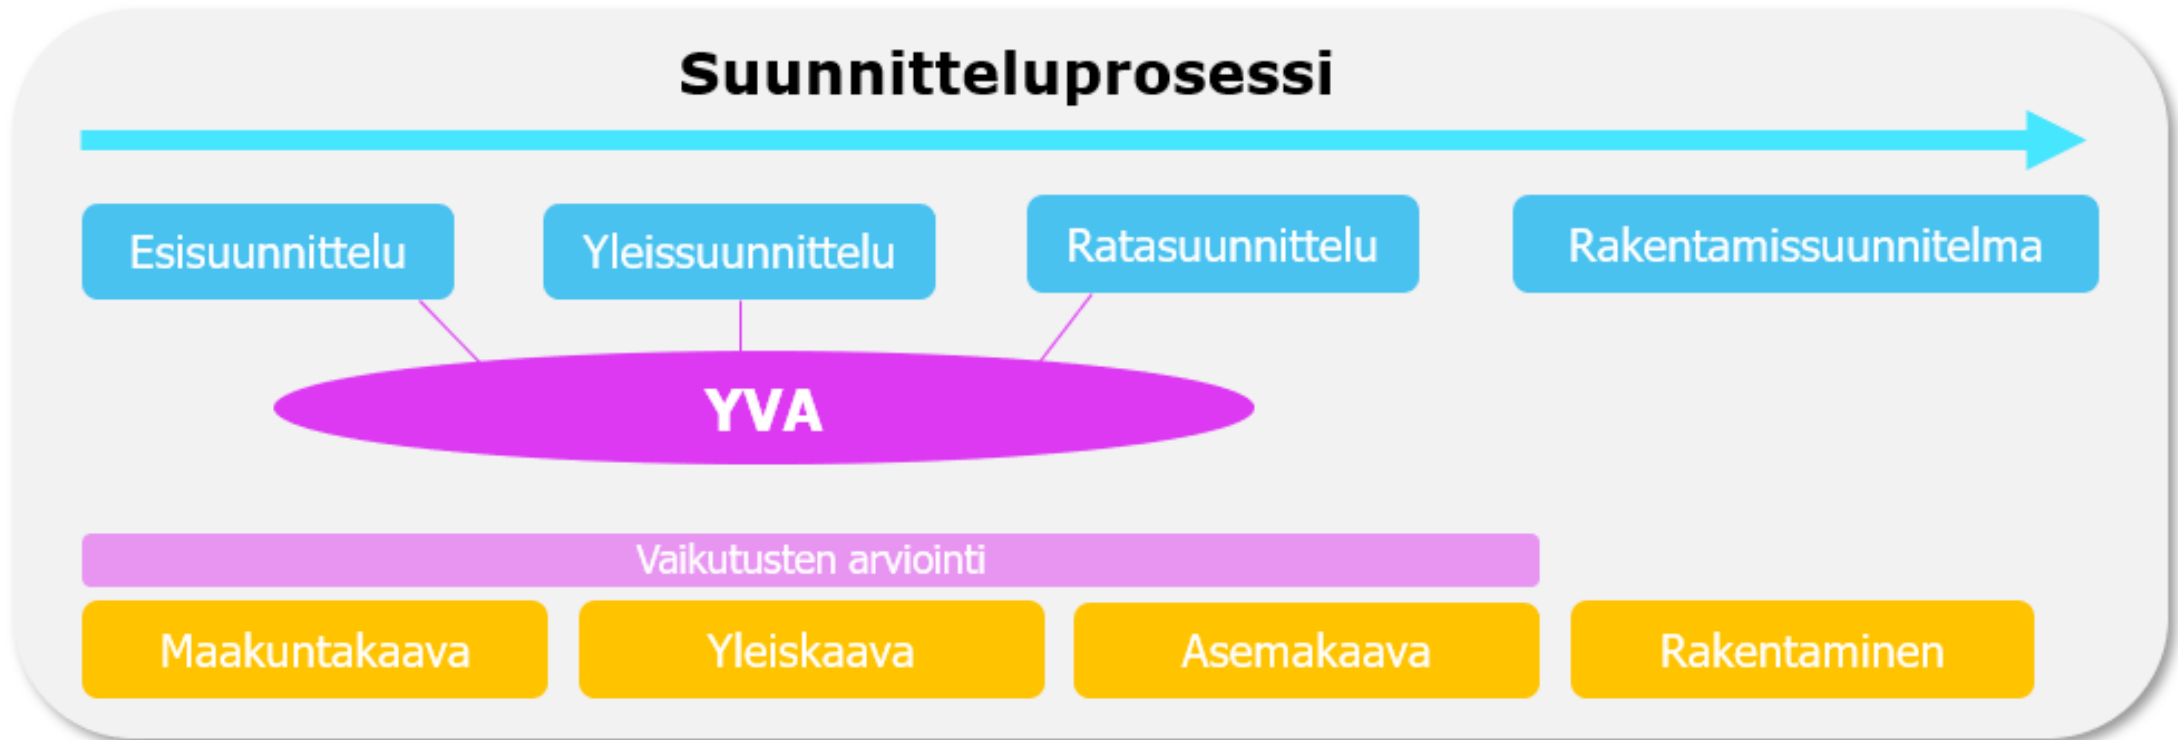 Suunnitteluprosessi
Esisuunnittelu
Yleissuunnittelu
Ratasuunnittelu
Rakentamissuunnitelma
YVA
Vaikutusten arviointi
Maakuntakaava
Yleiskaava
Asemakaava
Rakentaminen